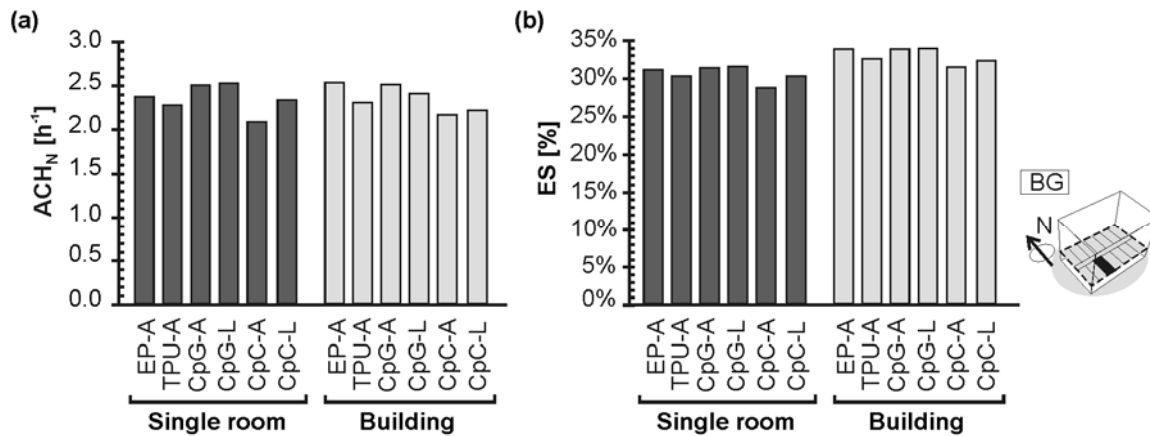 (a)
ACH_N [h⁻¹]
3.0
2.5
2.0
1.5
1.0
0.5
0.0
EP-A
TPU-A
CpG-A
CpG-L
CpC-A
CpC-L
EP-A
TPU-A
CpG-A
CpG-L
CpC-A
CpC-L
Single room
Building
(b)
ES [%]
35%
30%
25%
20%
15%
10%
5%
0%
EP-A
TPU-A
CpG-A
CpG-L
CpC-A
CpC-L
EP-A
TPU-A
CpG-A
CpG-L
CpC-A
CpC-L
Single room
Building
BG
N